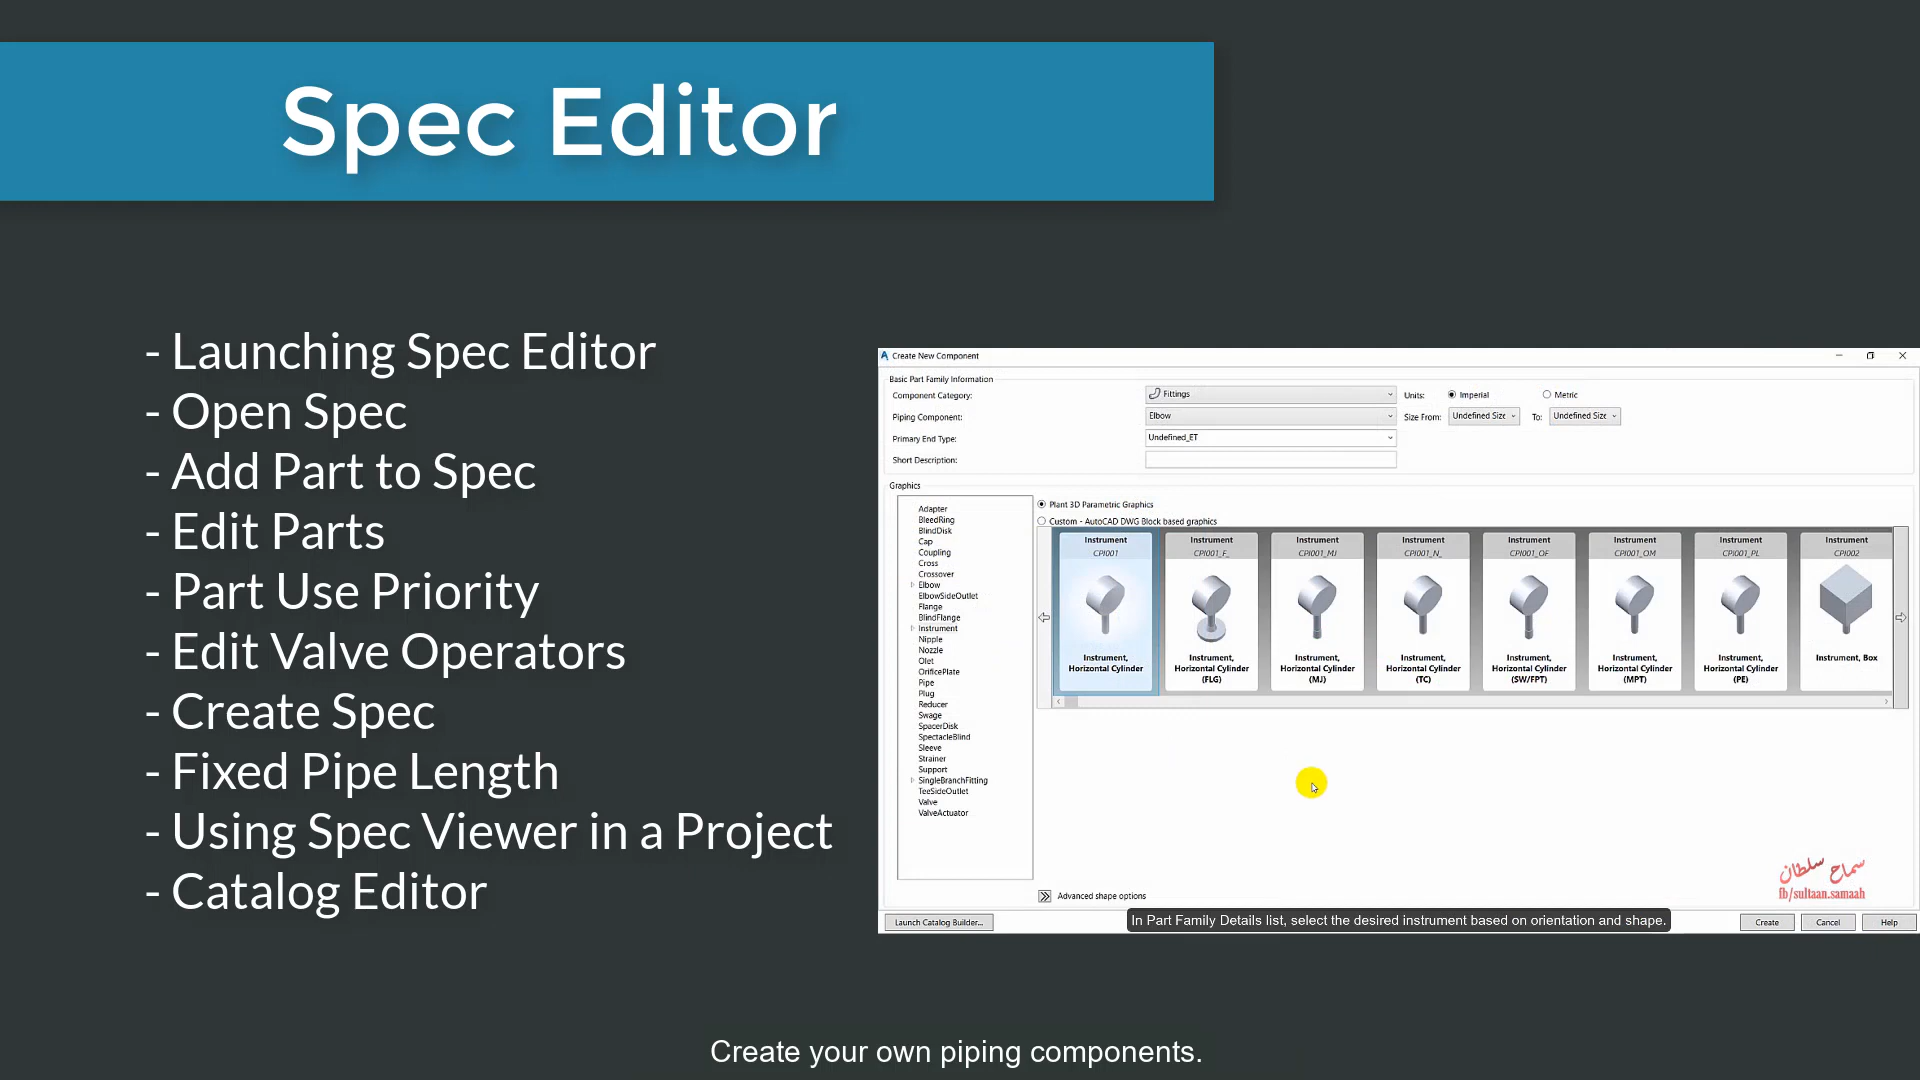 Spec Editor
- Launching Spec Editor
- Open Spec
- Add Part to Spec
- Edit Parts
- Part Use Priority
- Edit Valve Operators
- Create Spec
- Fixed Pipe Length
- Using Spec Viewer in a Project
- Catalog Editor
Create New Component
Basic Part Family Information
Component Category: Fittings Units: Imperial Metric
Piping Component: Elbow Size From: Undefined Size To: Undefined Size
Primary End Type: Undefined_ET
Short Description:
Graphics
Adapter
BleedRing
BlindDisk
Cap
Coupling
Cross
Crossover
Elbow
ElbowSideOutlet
Flange
BlindFlange
Instrument
Nipple
Nozzle
Olet
OrificePlate
Pipe
Plug
Reducer
Swage
SpacerDisk
SpectacleBlind
Sleeve
Strainer
Support
SingleBranchFitting
TeeSideOutlet
Valve
ValveActuator
Plant 3D Parametric Graphics
Custom - AutoCAD DWG Block based graphics
Instrument
CPI001
Instrument,
Horizontal Cylinder
Instrument
CPI001_F_
Instrument,
Horizontal Cylinder
(FLG)
Instrument
CPI001_MJ
Instrument,
Horizontal Cylinder
(MJ)
Instrument
CPI001_N_
Instrument,
Horizontal Cylinder
(TC)
Instrument
CPI001_OF
Instrument,
Horizontal Cylinder
(SW/FPT)
Instrument
CPI001_OM
Instrument,
Horizontal Cylinder
(MPT)
Instrument
CPI001_PL
Instrument,
Horizontal Cylinder
(PE)
Instrument
CPI002
Instrument, Box
سماح سلطان
fb/sultaan.samaah
Advanced shape options
Launch Catalog Builder...
In Part Family Details list, select the desired instrument based on orientation and shape.
Create Cancel Help
Create your own piping components.